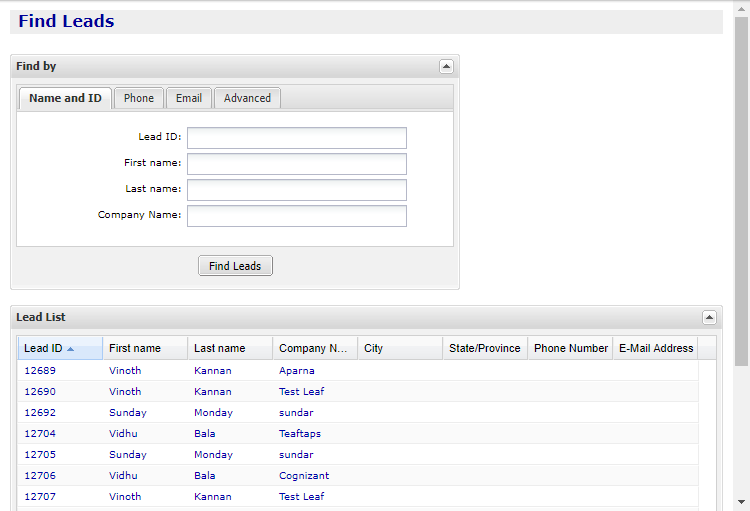 Find Leads
Find by
Name and ID Phone Email Advanced
Lead ID:
First name:
Last name:
Company Name:
Find Leads
Lead List
Lead ID First name Last name Company N... City State/Province Phone Number E-Mail Address
12689 Vinoth Kannan Aparna
12690 Vinoth Kannan Test Leaf
12692 Sunday Monday sundar
12704 Vidhu Bala Teaftaps
12705 Sunday Monday sundar
12706 Vidhu Bala Cognizant
12707 Vinoth Kannan Test Leaf